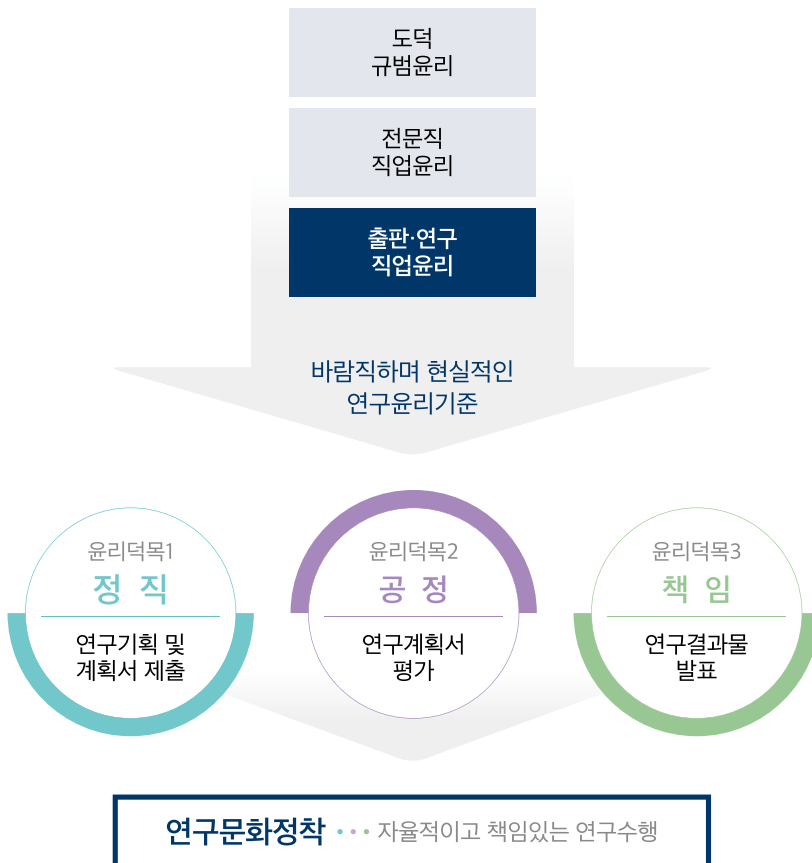 도덕
규범윤리
전문직
직업윤리
출판·연구
직업윤리
바람직하며 현실적인
연구윤리기준
윤리덕목1
정 직
연구기획 및
계획서 제출
윤리덕목2
공 정
연구계획서
평가
윤리덕목3
책 임
연구결과물
발표
연구문화정착 ··· 자율적이고 책임있는 연구수행